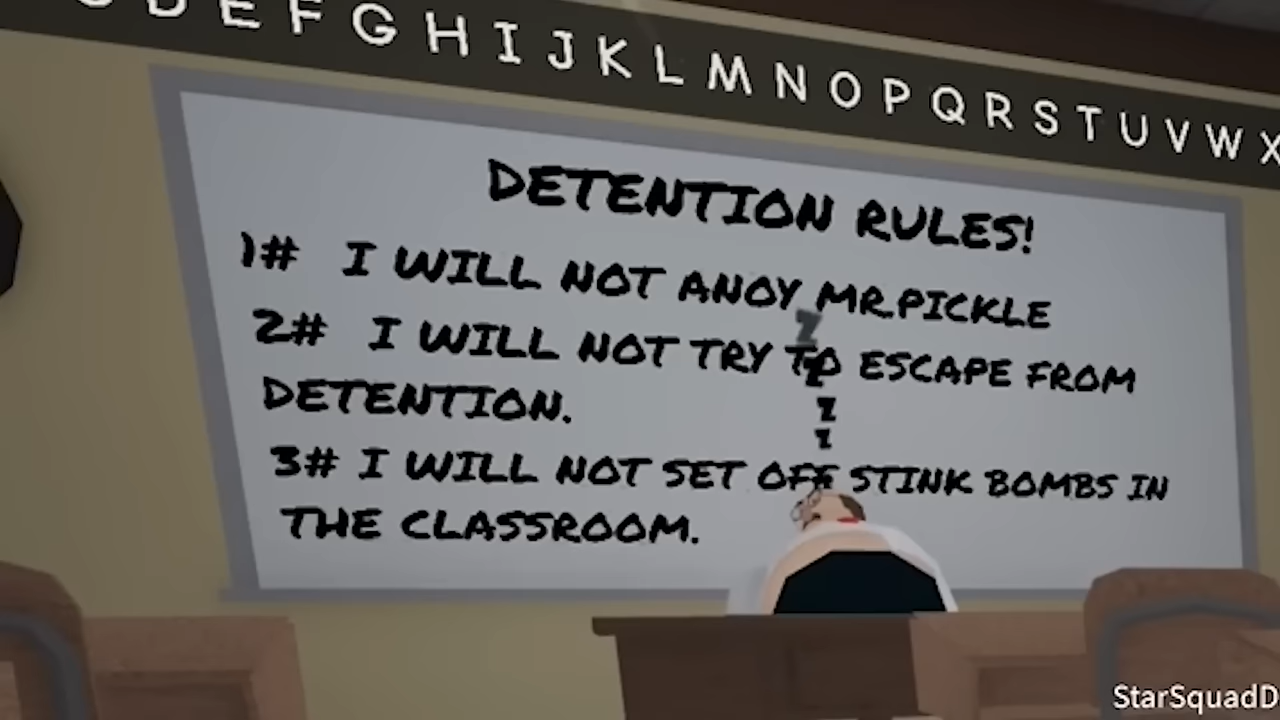 D E F G H I J K L M N O P Q R S T U V W X
DETENTION RULES!
1# I WILL NOT ANOY MR.PICKLE
2# I WILL NOT TRY TO ESCAPE FROM
DETENTION.
3# I WILL NOT SET OFF STINK BOMBS IN
THE CLASSROOM.
Z
Z
Z
Z
StarSquadD